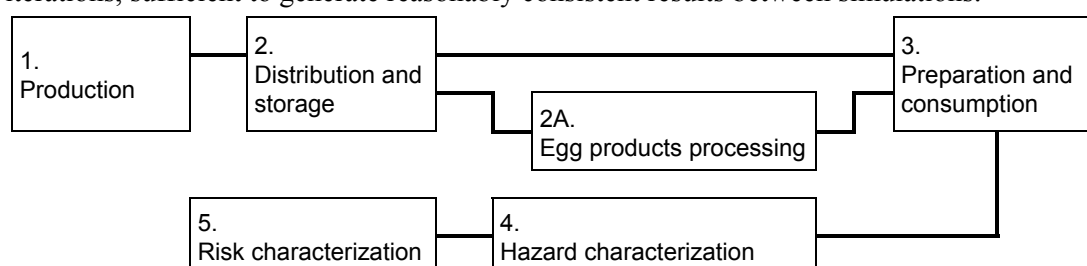 iterations, sufficient to generate reasonably consistent results between simulations.
1.
Production
2.
Distribution and
storage
2A.
Egg products processing
3.
Preparation and
consumption
5.
Risk characterization
4.
Hazard characterization